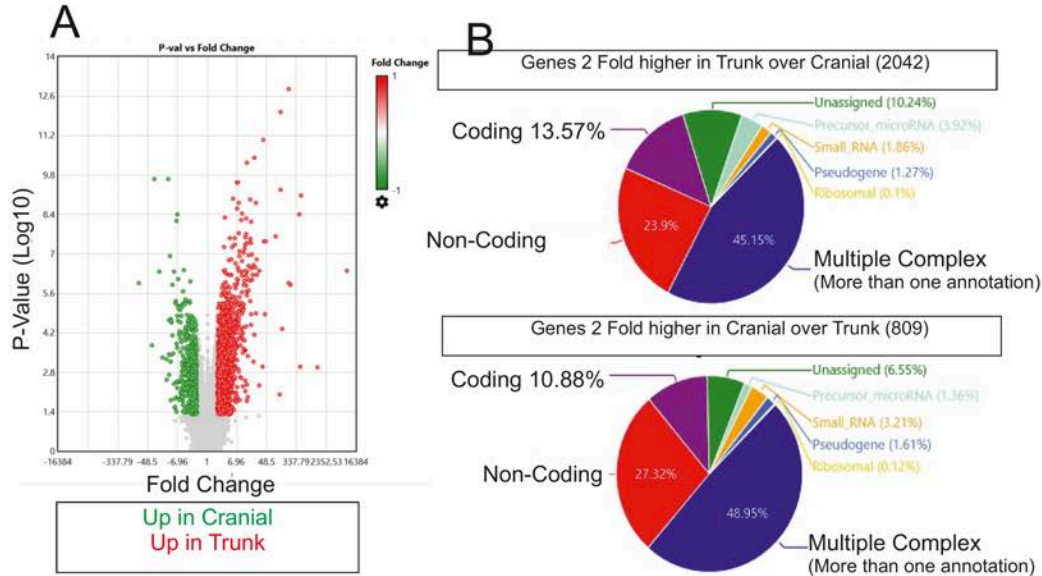 A
P-val vs Fold Change
14
12.6
11.2
9.8
8.4
7
5.6
4.2
2.8
1.4
0
P-Value (Log10)
-16384 -337.79 -48.5 -6.96 1 6.96 48.5 337.79 2352.53 16384
Fold Change
Fold Change
1
-1
Up in Cranial
Up in Trunk
B
Genes 2 Fold higher in Trunk over Cranial (2042)
Coding 13.57%
Unassigned (10.24%)
Precursor_microRNA (3.92%)
Small_RNA (1.86%)
Pseudogene (1.27%)
Ribosomal (0.1%)
Non-Coding
23.9%
45.15%
Multiple Complex
(More than one annotation)
Genes 2 Fold higher in Cranial over Trunk (809)
Coding 10.88%
Unassigned (6.55%)
Precursor_microRNA (1.36%)
Small_RNA (3.21%)
Pseudogene (1.61%)
Ribosomal (0.12%)
Non-Coding
27.32%
48.95%
Multiple Complex
(More than one annotation)